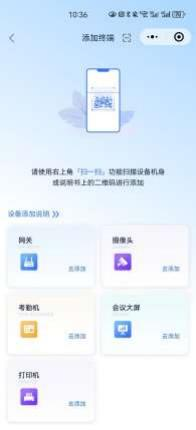 10:36
添加终端
请使用右上角「扫一扫」功能扫描设备机身
或说明书上的二维码进行添加
设备添加说明 》
网关
去添加
摄像头
去添加
考勤机
去添加
会议大屏
去添加
打印机
去添加